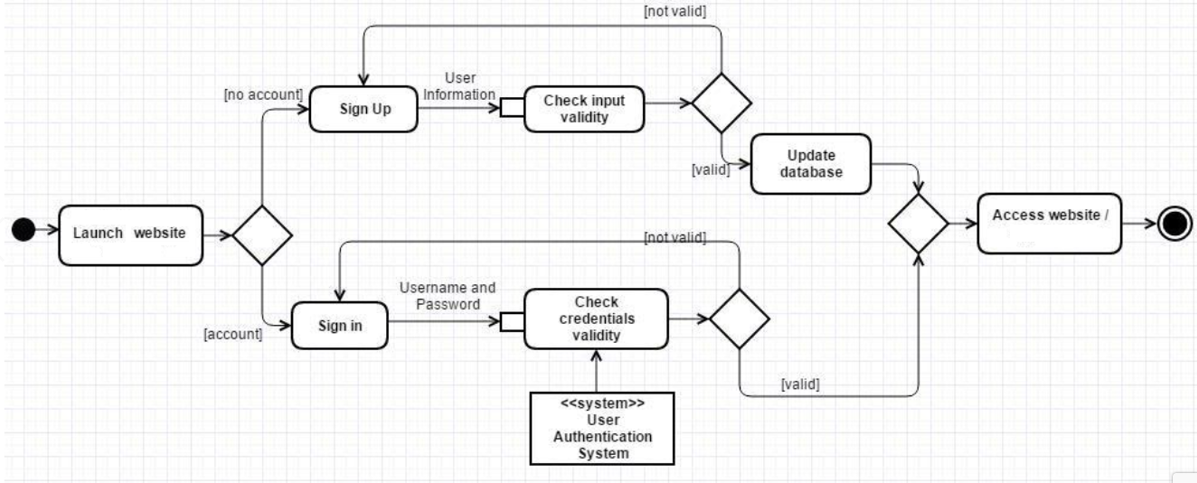 [not valid]
[no account]
Sign Up
User
Information
Check input
validity
[valid]
Update
database
Launch website
Access website /
[not valid]
[account]
Sign in
Username and
Password
Check
credentials
validity
[valid]
<<system>>
User
Authentication
System